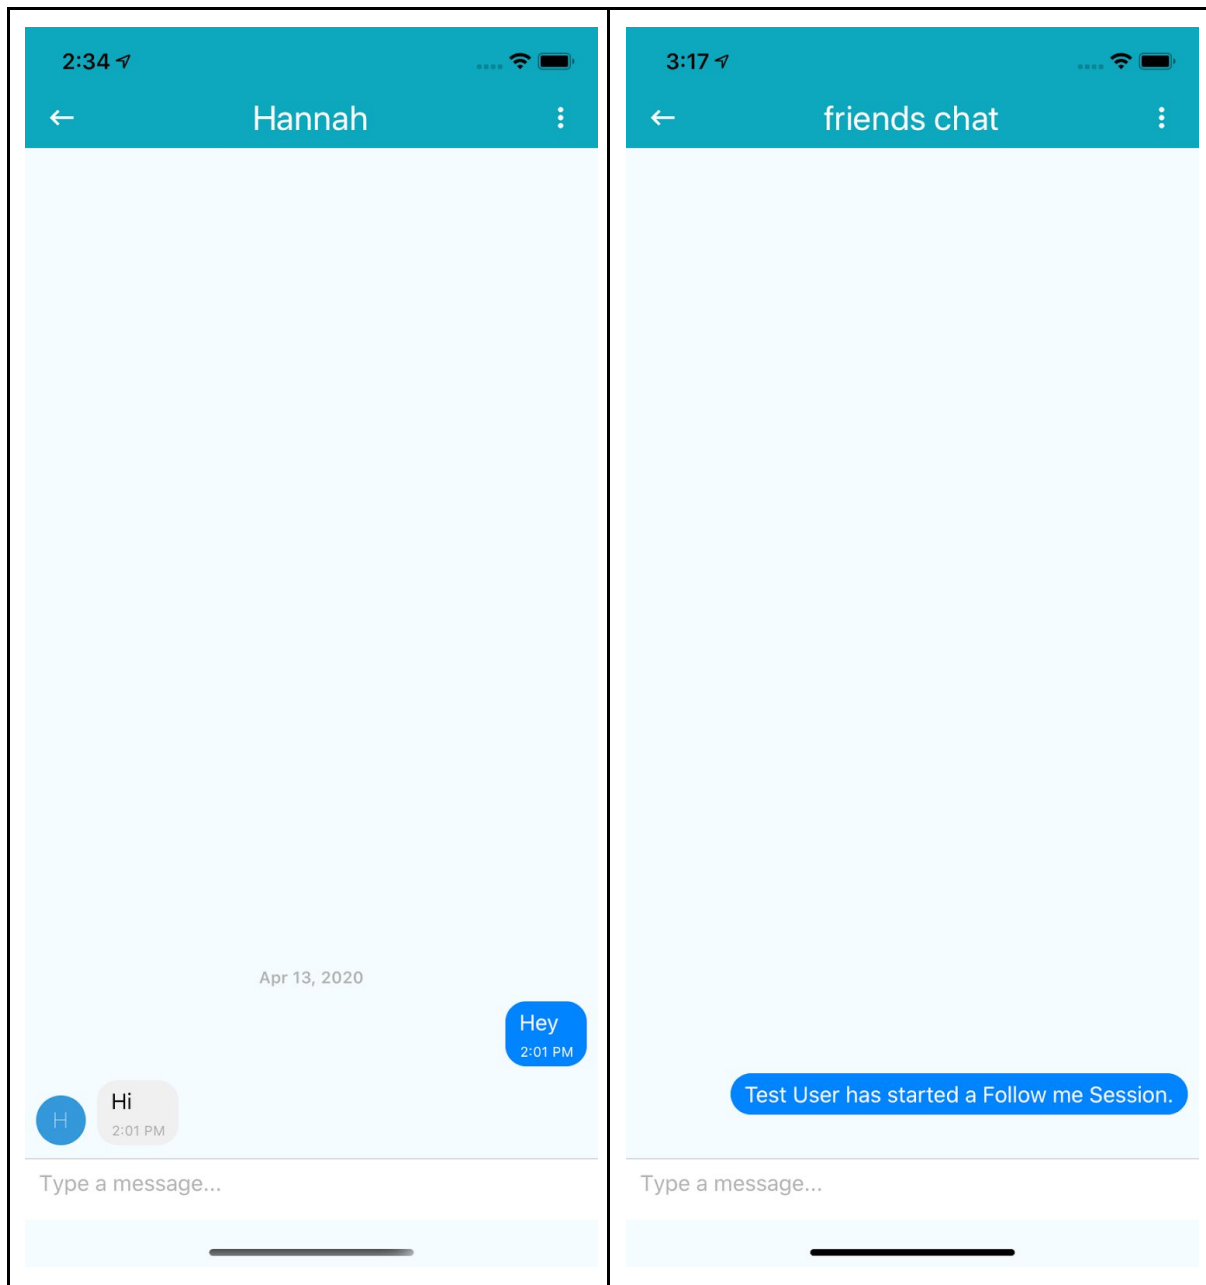 2:34
Hannah
Apr 13, 2020
Hey
2:01 PM
H
Hi
2:01 PM
Type a message...
3:17
friends chat
Test User has started a Follow me Session.
Type a message...